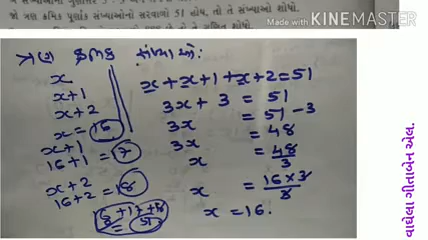 જો ત્રણ ક્રમિક પૂર્ણાંક સંખ્યાઓનો સરવાળો 51 હોય, તો તે સંખ્યાઓ શોધો.
Made with KINEMASTER
ત્રણ ક્રમિક સંખ્યાઓ:
x
x+1
x+2
x = 16
x+1
16+1 = 17
x+2
16+2 = 18
x+x+1+x+2=51
3x+3 = 51
3x = 51-3
3x = 48
x = 48/3
x = 16×3/3
x = 16.
વાઘેલા ગીતાબેન એલ.